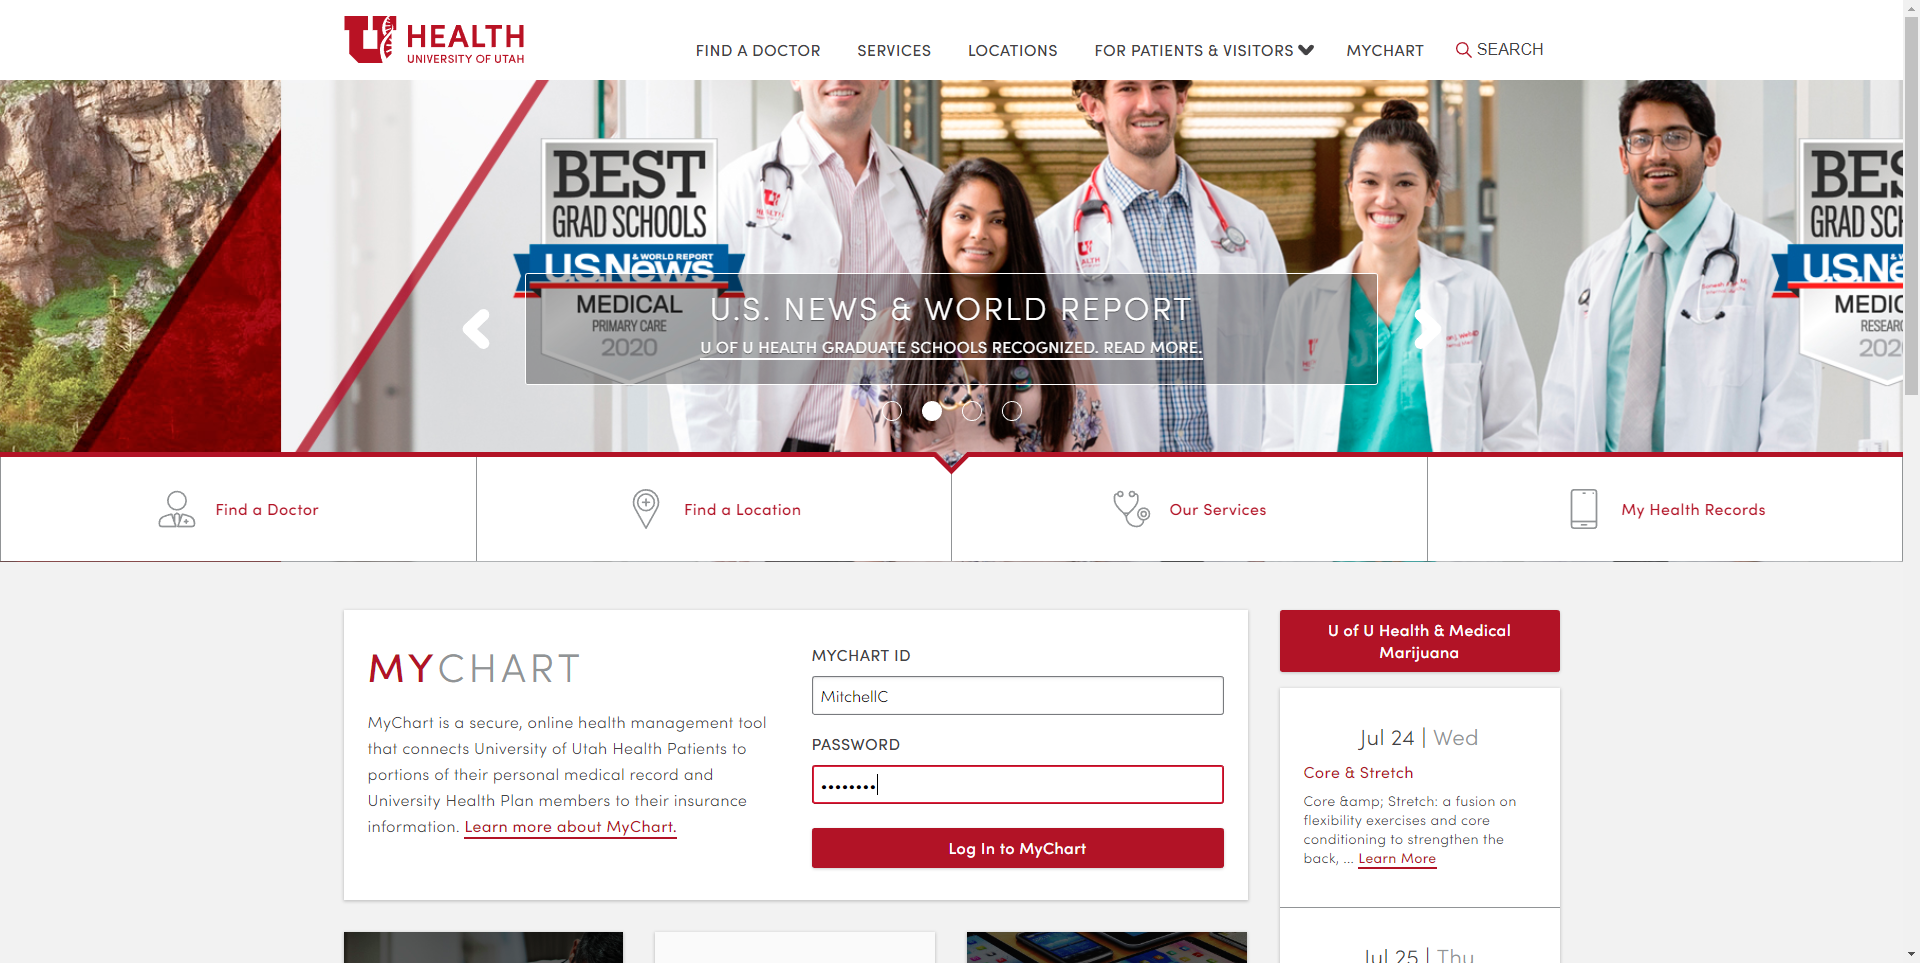 HEALTH
UNIVERSITY OF UTAH
FIND A DOCTOR
SERVICES
LOCATIONS
FOR PATIENTS & VISITORS
MYCHART
SEARCH
BEST
GRAD SCHOOLS
U.S.News
& WORLD REPORT
MEDICAL
PRIMARY CARE
2020
U.S. NEWS & WORLD REPORT
U OF U HEALTH GRADUATE SCHOOLS RECOGNIZED. READ MORE.
BES
GRAD SCH
U.S.Ne
MEDIC
RESEARC
202
Find a Doctor
Find a Location
Our Services
My Health Records
MYCHART
MyChart is a secure, online health management tool
that connects University of Utah Health Patients to
portions of their personal medical record and
University Health Plan members to their insurance
information. Learn more about MyChart.
MYCHART ID
MitchellC
PASSWORD
••••••••
Log In to MyChart
U of U Health & Medical
Marijuana
Jul 24 | Wed
Core & Stretch
Core &amp; Stretch: a fusion on
flexibility exercises and core
conditioning to strengthen the
back, ... Learn More
Jul 25 | Thu